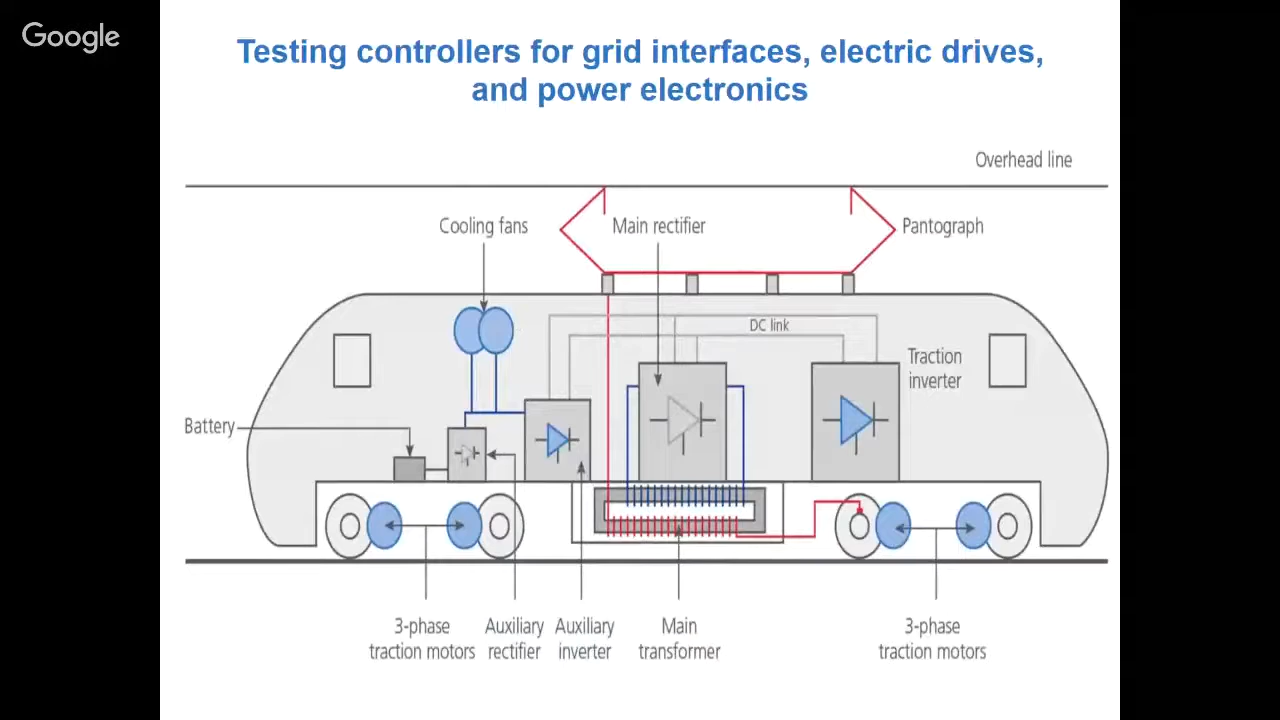 Google
Testing controllers for grid interfaces, electric drives,
and power electronics
Overhead line
Cooling fans
Main rectifier
Pantograph
DC link
Traction
inverter
Battery
3-phase
traction motors
Auxiliary
rectifier
Auxiliary
inverter
Main
transformer
3-phase
traction motors